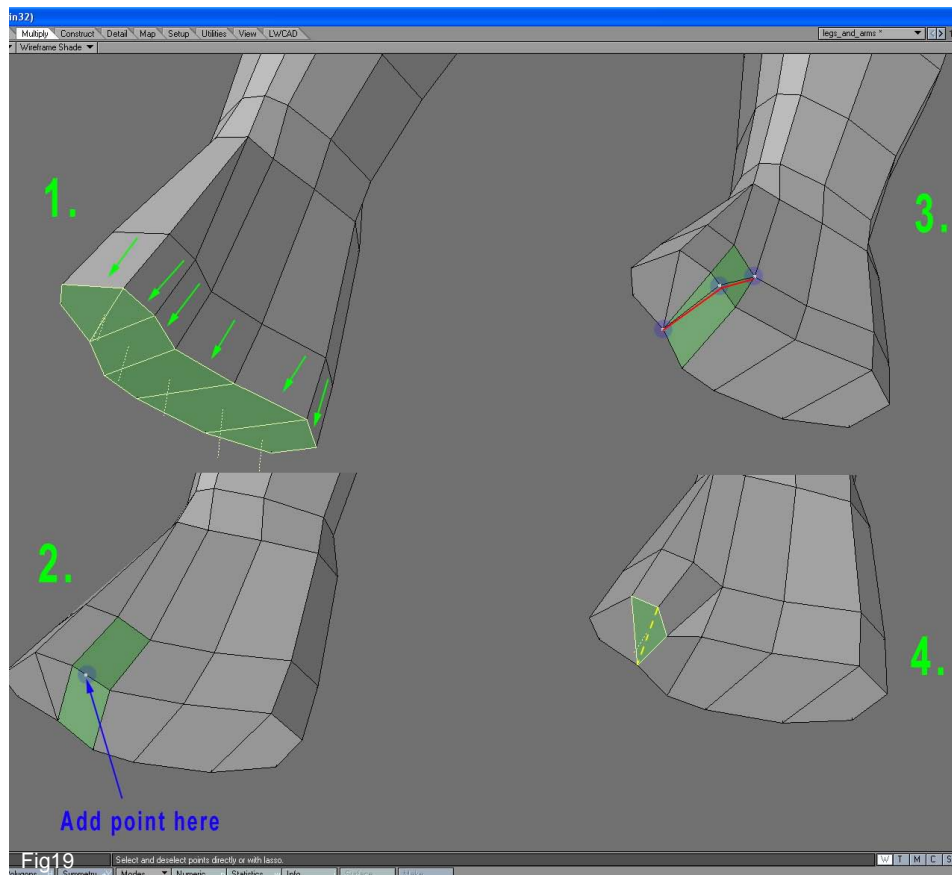 in32)
Multiply Construct Detail Map Setup Utilities View LWCAD legs_and_arms *
Wireframe Shade
1.
3.
2.
4.
Add point here
Fig19 Select and deselect points directly or with lasso. W T M C S
Polygons Symmetry Modes Numeric Statistics Info